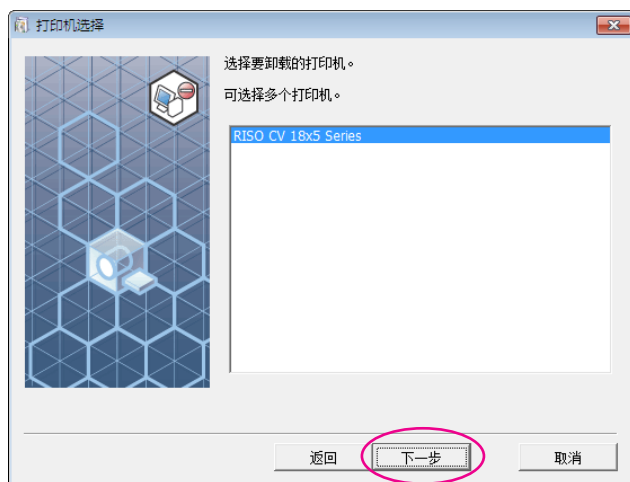 打印机选择
选择要卸载的打印机。
可选择多个打印机。
RISO CV 18x5 Series
返回
下一步
取消